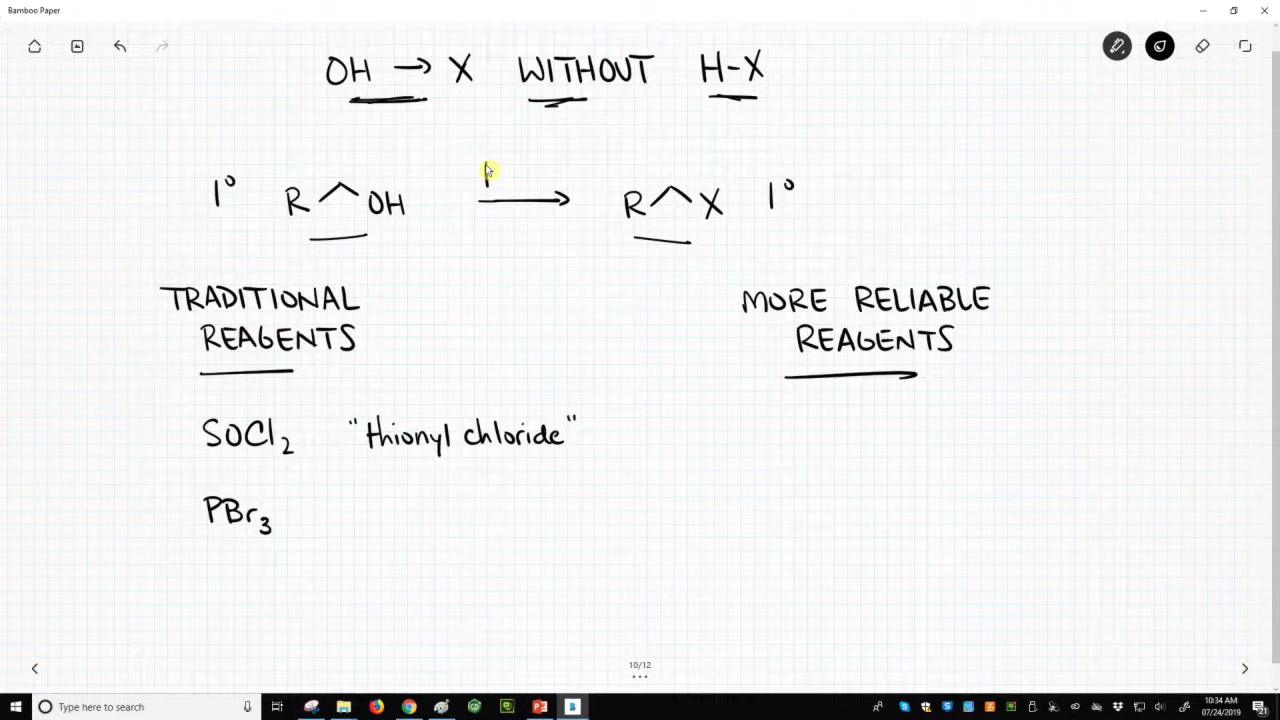 Bamboo Paper
OH → X WITHOUT H-X
1° R OH → R X 1°
TRADITIONAL
REAGENTS
MORE RELIABLE
REAGENTS
SOCl₂ "thionyl chloride"
PBr₃
10/12
Type here to search
10:34 AM
07/24/2019
21